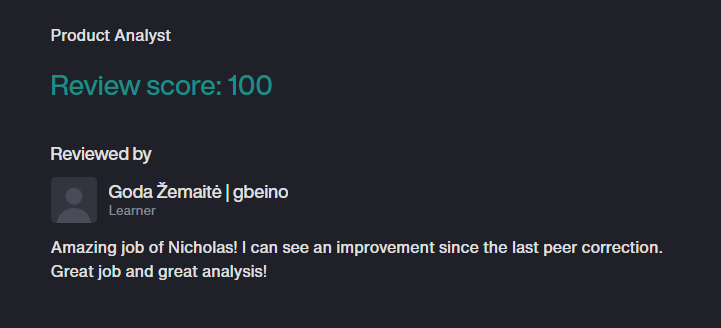 Product Analyst
Review score: 100
Reviewed by
Goda Žemaitė | gbeino
Learner
Amazing job of Nicholas! I can see an improvement since the last peer correction.
Great job and great analysis!